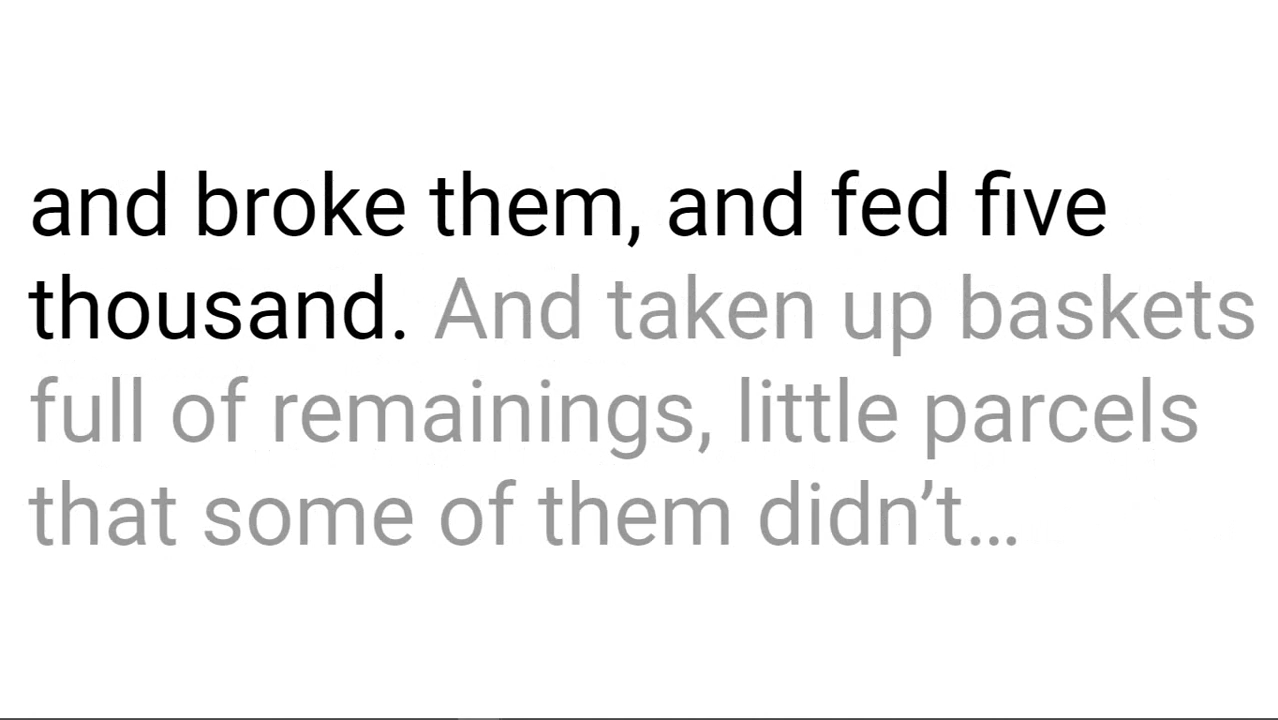 and broke them, and fed five
thousand. And taken up baskets
full of remainings, little parcels
that some of them didn’t…